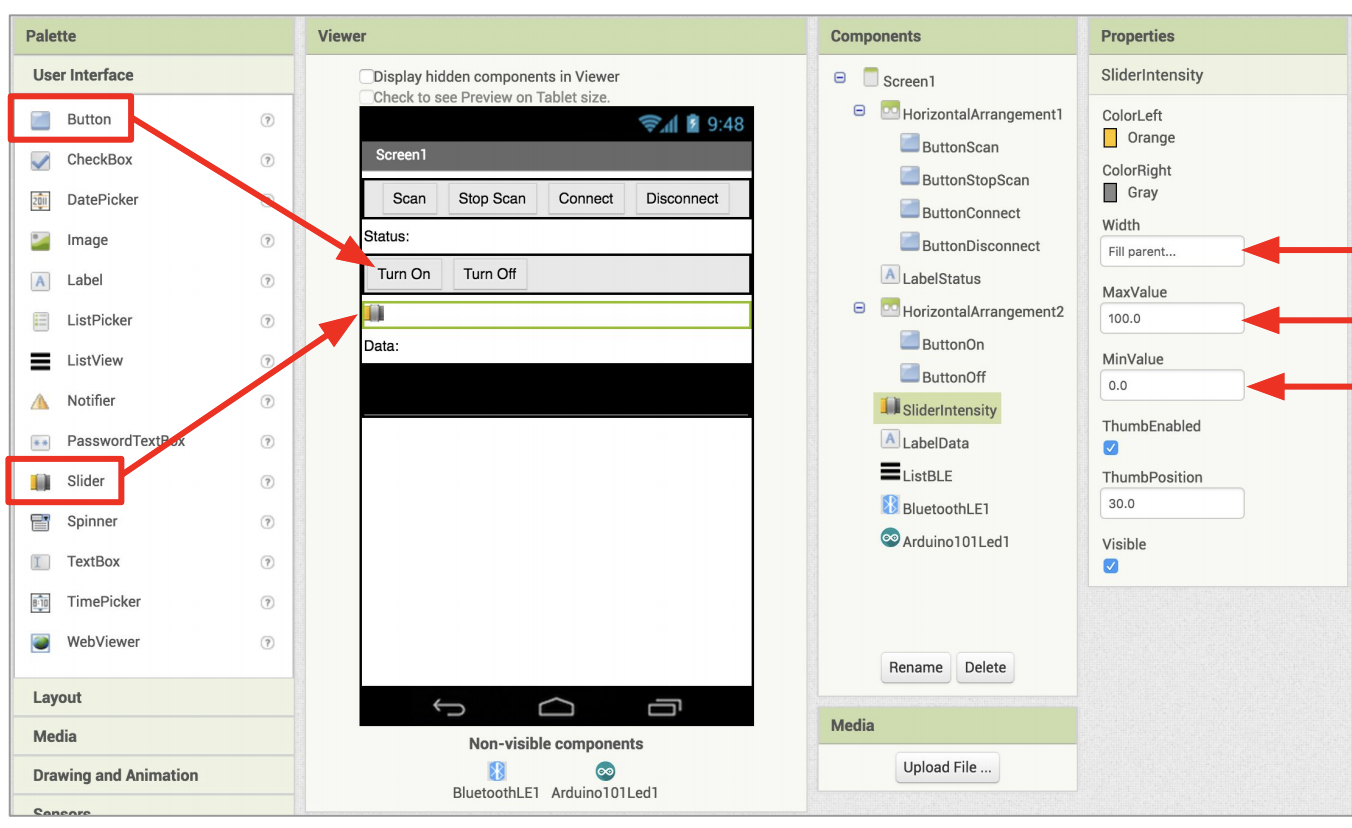 Palette
User Interface
Button
CheckBox
DatePicker
Image
Label
ListPicker
ListView
Notifier
PasswordTextBox
Slider
Spinner
TextBox
TimePicker
WebViewer
Layout
Media
Drawing and Animation
Sensors
Viewer
Display hidden components in Viewer
Check to see Preview on Tablet size.
9:48
Screen1
Scan Stop Scan Connect Disconnect
Status:
Turn On Turn Off
Data:
Non-visible components
BluetoothLE1 Arduino101Led1
Components
Screen1
HorizontalArrangement1
ButtonScan
ButtonStopScan
ButtonConnect
ButtonDisconnect
LabelStatus
HorizontalArrangement2
ButtonOn
ButtonOff
SliderIntensity
LabelData
ListBLE
BluetoothLE1
Arduino101Led1
Rename Delete
Media
Upload File ...
Properties
SliderIntensity
ColorLeft
Orange
ColorRight
Gray
Width
Fill parent...
MaxValue
100.0
MinValue
0.0
ThumbEnabled
ThumbPosition
30.0
Visible